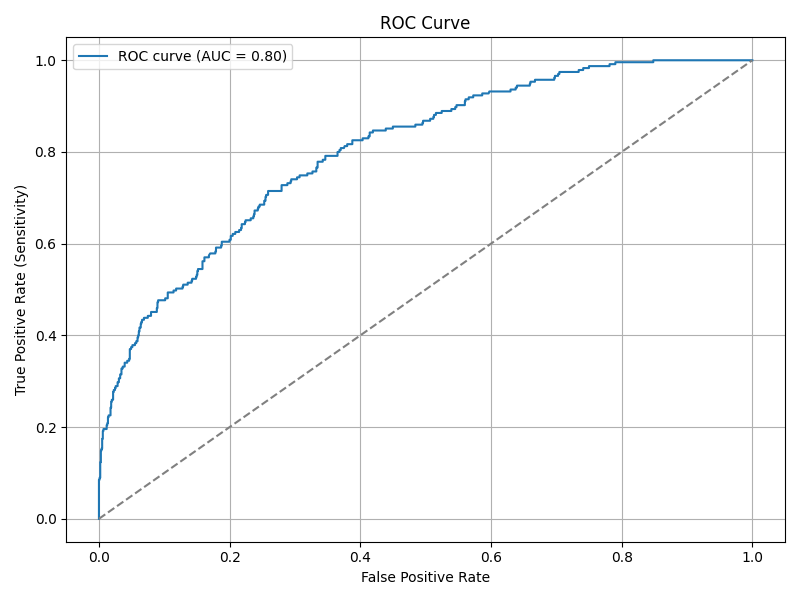 ROC Curve
ROC curve (AUC = 0.80)
True Positive Rate (Sensitivity)
1.0
0.8
0.6
0.4
0.2
0.0
0.0 0.2 0.4 0.6 0.8 1.0
False Positive Rate